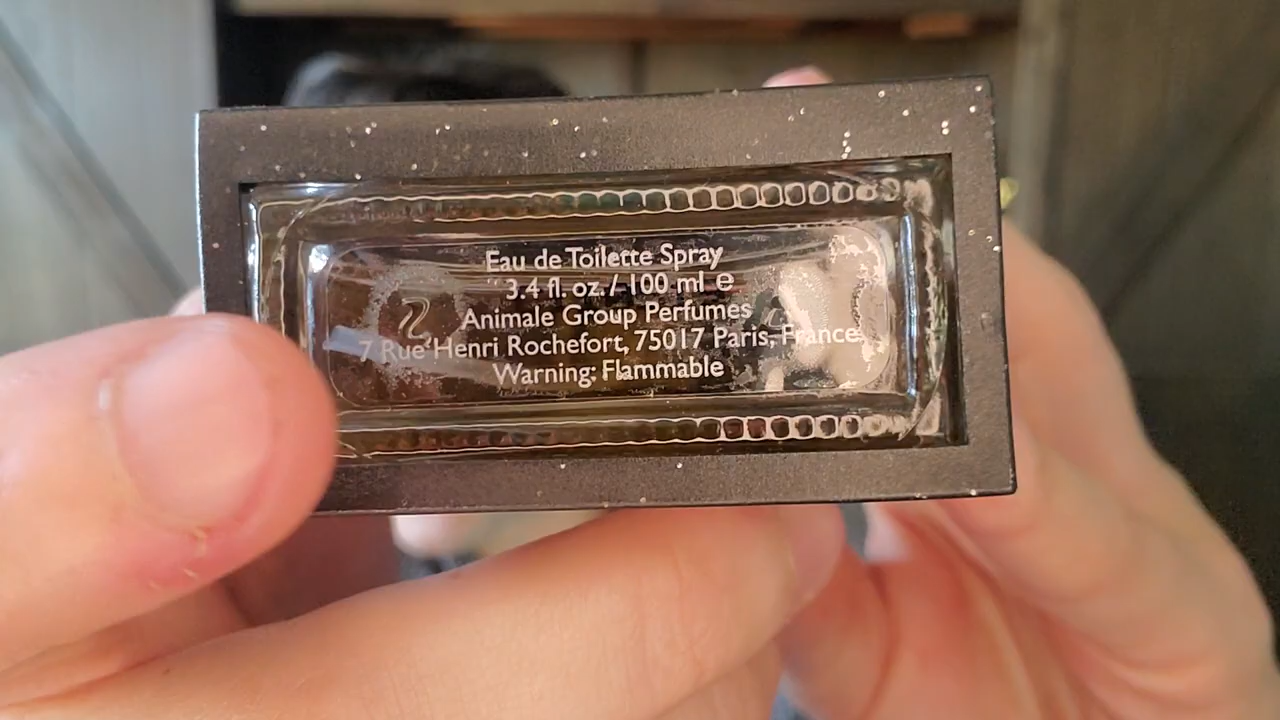 Eau de Toilette Spray
3.4 fl. oz. / 100 ml ℮
Animale Group Perfumes
7 Rue Henri Rochefort, 75017 Paris, France
Warning: Flammable